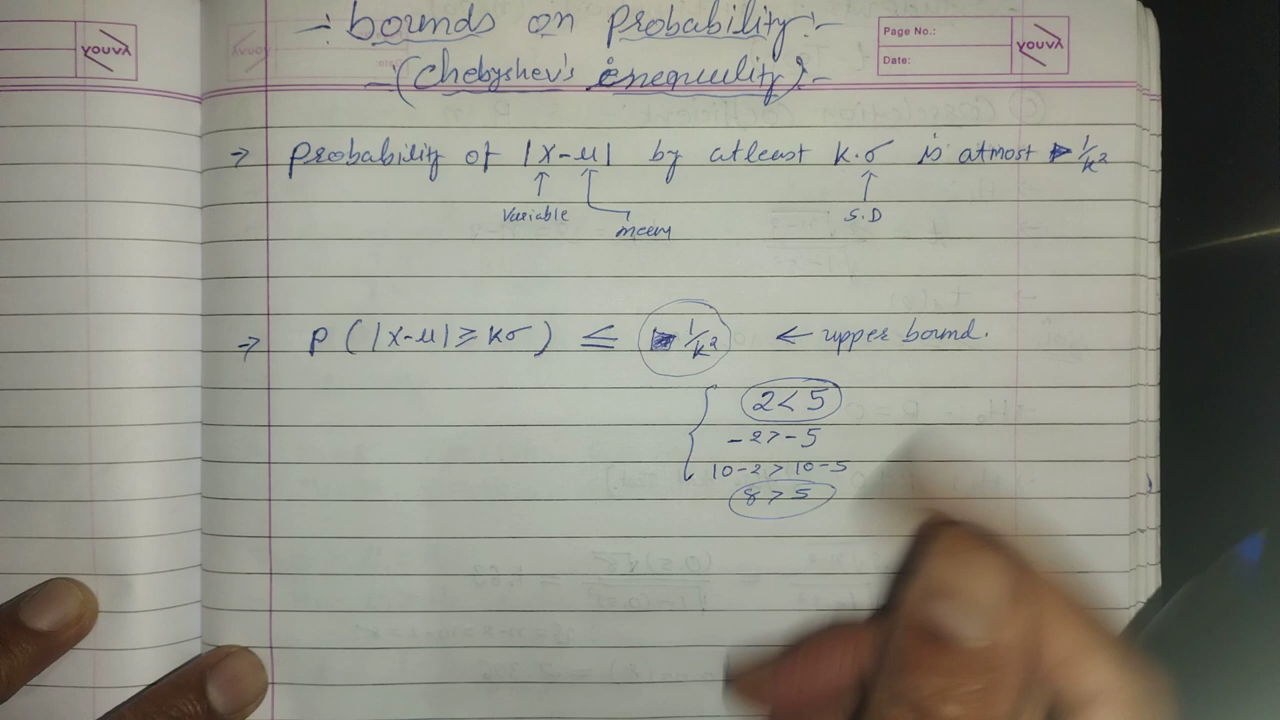 -: bounds on Probability :-
Page No.:
Date:
youvA
youvA
-(Chebyshev's inequality)-
→ Probability of |X-μ| by atleast k.σ is atmost 1/k²
Variable
mean
S.D
→ P ( |X-μ| ≥ kσ ) ≤ 1/k² ← upper bound.
2 < 5
-2 > -5
10-2 > 10-5
8 > 5